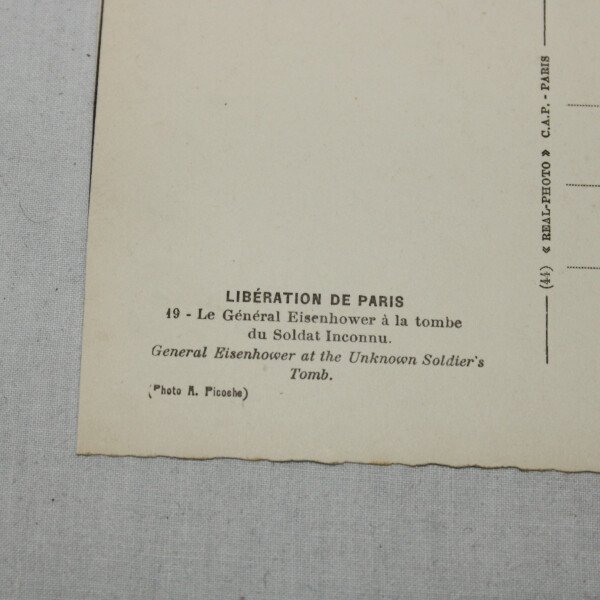 LIBÉRATION DE PARIS
19 - Le Général Eisenhower à la tombe
du Soldat Inconnu.
General Eisenhower at the Unknown Soldier's
Tomb.
(Photo A. Picoche)
(44) « REAL-PHOTO » C.A.P. - PARIS